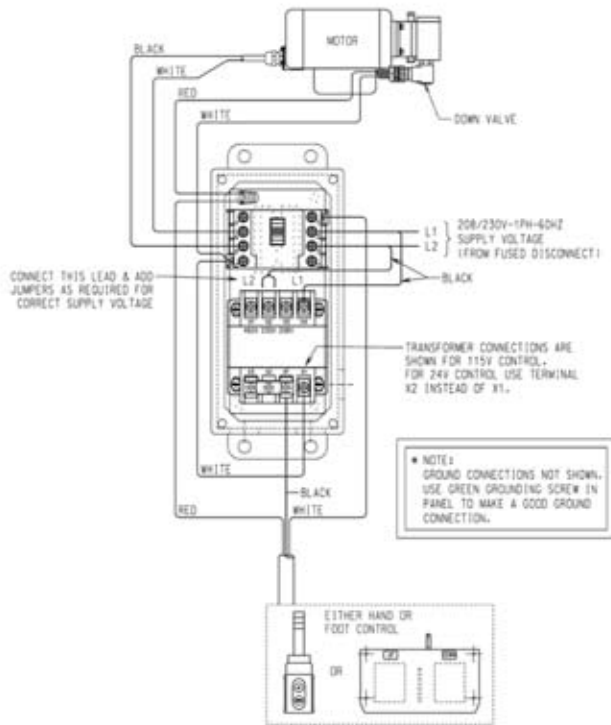 MOTOR
BLACK
WHITE
RED
WHITE
DOWN VALVE
L1
L2
208/230V-1PH-60HZ
SUPPLY VOLTAGE
(FROM FUSED DISCONNECT)
BLACK
CONNECT THIS LEAD & ADD
JUMPERS AS REQUIRED FOR
CORRECT SUPPLY VOLTAGE
L2
L1
TRANSFORMER CONNECTIONS ARE
SHOWN FOR 115V CONTROL.
FOR 24V CONTROL USE TERMINAL
X2 INSTEAD OF X1.
WHITE
BLACK
RED
WHITE
* NOTE:
GROUND CONNECTIONS NOT SHOWN.
USE GREEN GROUNDING SCREW IN
PANEL TO MAKE A GOOD GROUND
CONNECTION.
EITHER HAND OR
FOOT CONTROL
OR